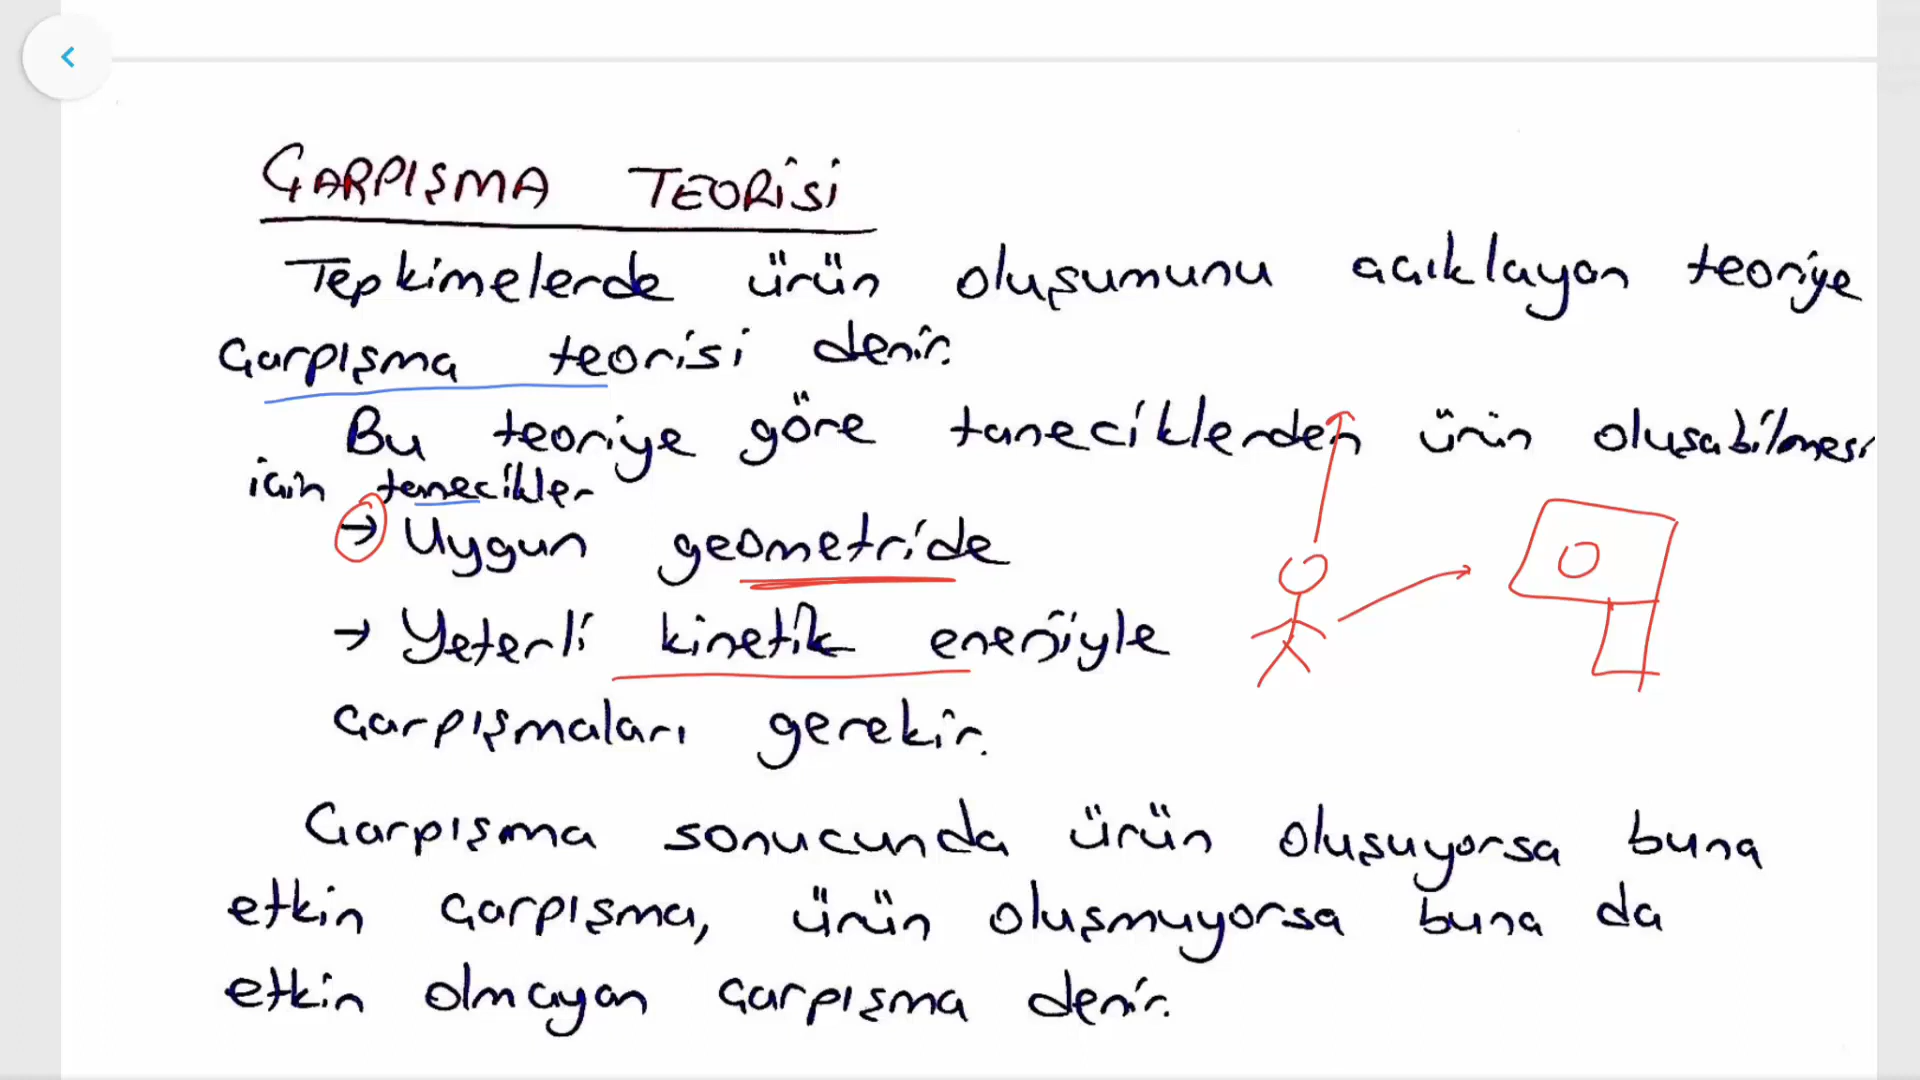 ÇARPIŞMA TEORİSİ
Tepkimelerde ürün oluşumunu açıklayan teoriye
çarpışma teorisi denir.
Bu teoriye göre taneciklerden ürün oluşabilmesi
için tanecikler
→ Uygun geometride
→ Yeterli kinetik enerjiyle
çarpışmaları gerekir.
Çarpışma sonucunda ürün oluşuyorsa buna
etkin çarpışma, ürün oluşmuyorsa buna da
etkin olmayan çarpışma denir.